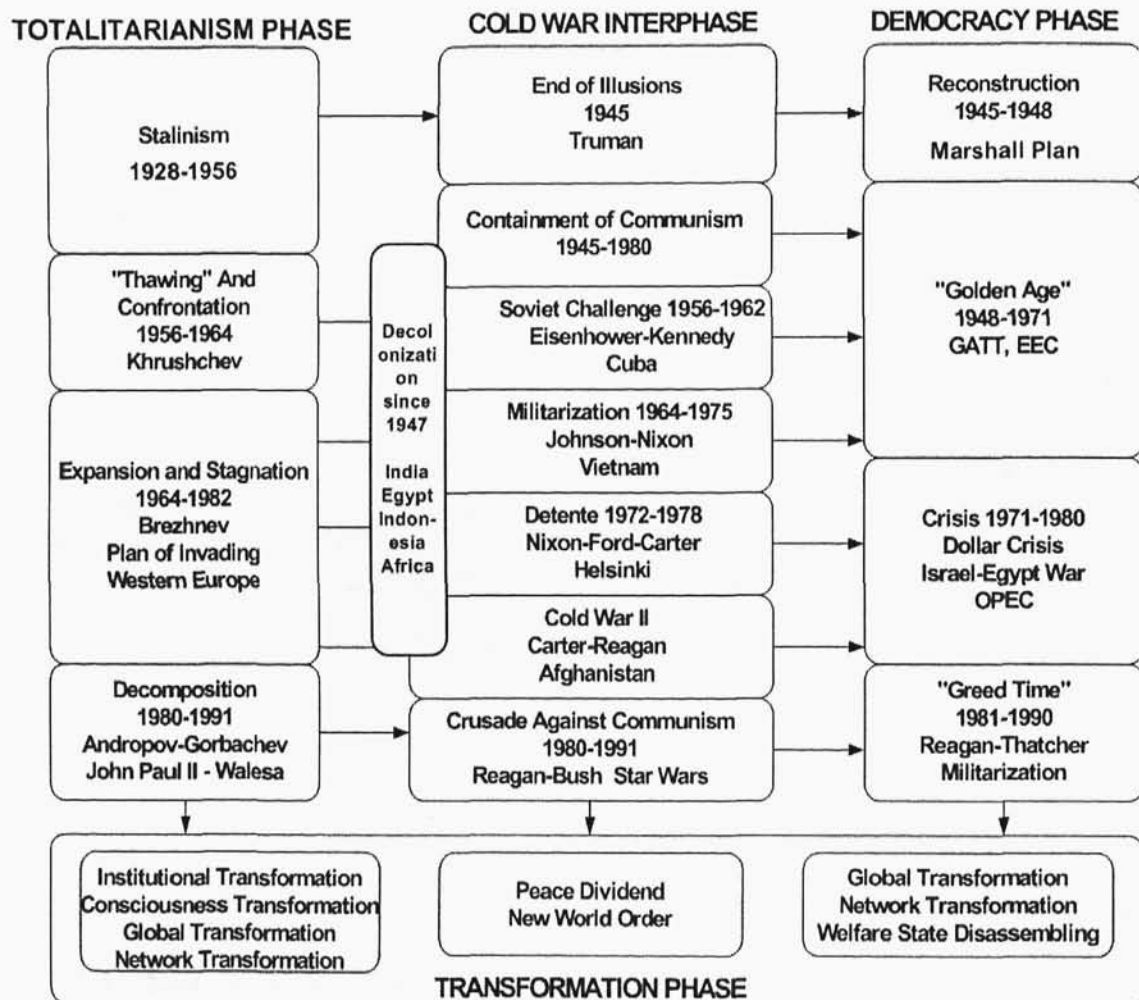 TOTALITARIANISM PHASE
Stalinism
1928-1956
"Thawing" And
Confrontation
1956-1964
Khrushchev
Expansion and Stagnation
1964-1982
Brezhnev
Plan of Invading
Western Europe
Decomposition
1980-1991
Andropov-Gorbachev
John Paul II - Walesa
Decol
onizati
on
since
1947
India
Egypt
Indon-
esia
Africa
COLD WAR INTERPHASE
End of Illusions
1945
Truman
Containment of Communism
1945-1980
Soviet Challenge 1956-1962
Eisenhower-Kennedy
Cuba
Militarization 1964-1975
Johnson-Nixon
Vietnam
Detente 1972-1978
Nixon-Ford-Carter
Helsinki
Cold War II
Carter-Reagan
Afghanistan
Crusade Against Communism
1980-1991
Reagan-Bush Star Wars
DEMOCRACY PHASE
Reconstruction
1945-1948
Marshall Plan
"Golden Age"
1948-1971
GATT, EEC
Crisis 1971-1980
Dollar Crisis
Israel-Egypt War
OPEC
"Greed Time"
1981-1990
Reagan-Thatcher
Militarization
Institutional Transformation
Consciousness Transformation
Global Transformation
Network Transformation
Peace Dividend
New World Order
Global Transformation
Network Transformation
Welfare State Disassembling
TRANSFORMATION PHASE